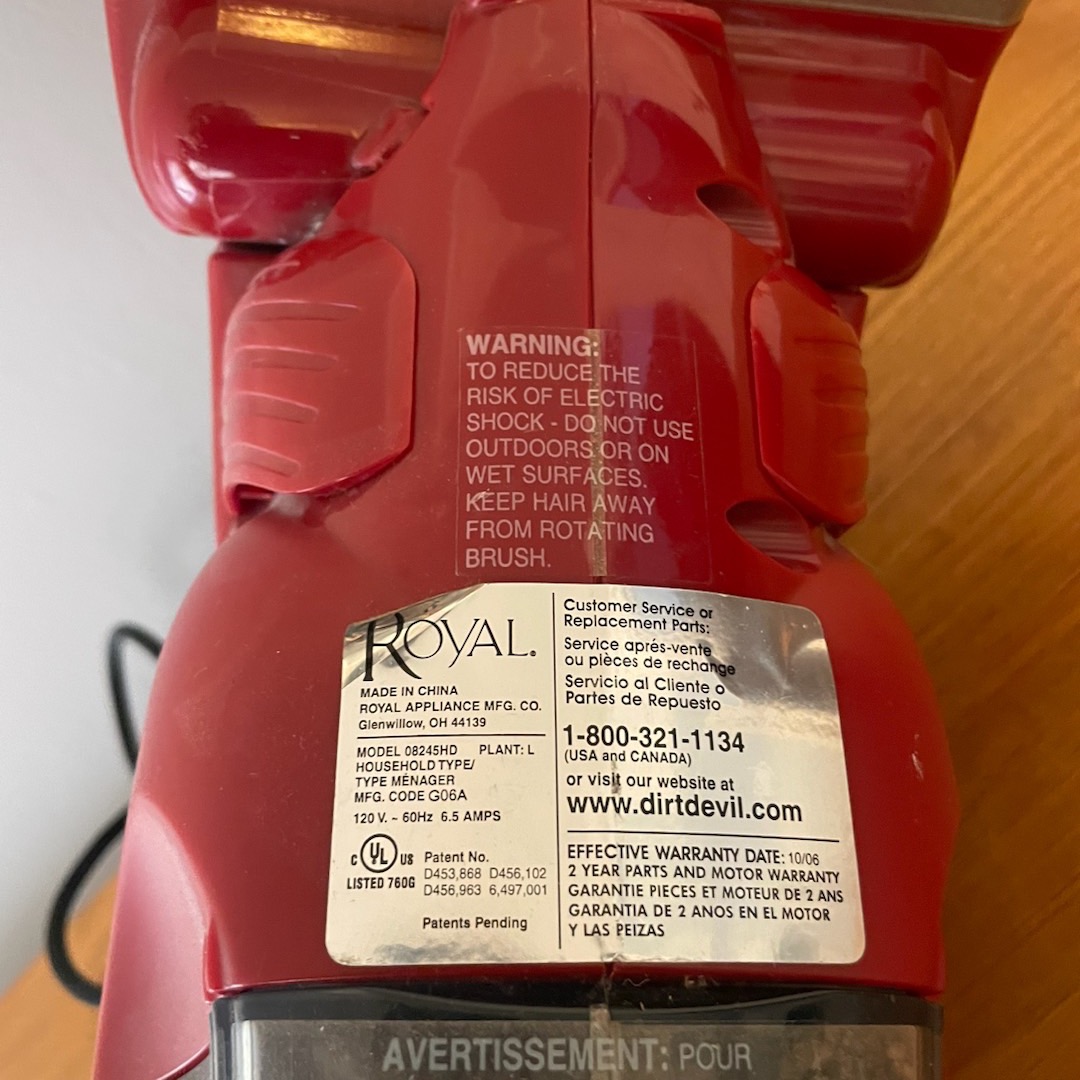 WARNING:
TO REDUCE THE
RISK OF ELECTRIC
SHOCK - DO NOT USE
OUTDOORS OR ON
WET SURFACES.
KEEP HAIR AWAY
FROM ROTATING
BRUSH.
ROYAL.
MADE IN CHINA
ROYAL APPLIANCE MFG. CO.
Glenwillow, OH 44139
MODEL 08245HD PLANT: L
HOUSEHOLD TYPE/
TYPE MÉNAGER
MFG. CODE G06A
120 V. ~ 60Hz 6.5 AMPS
C UL US
LISTED 760G
Patent No.
D453,868 D456,102
D456,963 6,497,001
Patents Pending
Customer Service or
Replacement Parts:
Service aprés-vente
ou pièces de rechange
Servicio al Cliente o
Partes de Repuesto
1-800-321-1134
(USA and CANADA)
or visit our website at
www.dirtdevil.com
EFFECTIVE WARRANTY DATE: 10/06
2 YEAR PARTS AND MOTOR WARRANTY
GARANTIE PIECES ET MOTEUR DE 2 ANS
GARANTIA DE 2 ANOS EN EL MOTOR
Y LAS PEIZAS
AVERTISSEMENT: POUR